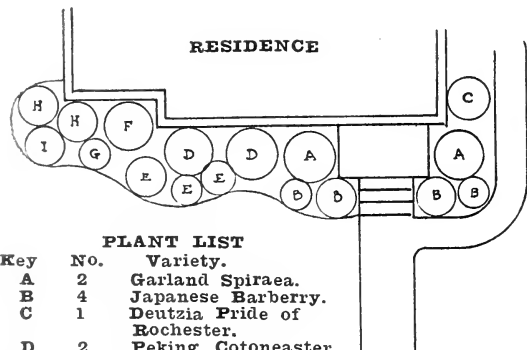 RESIDENCE
C
H
H
F
I
G
D
D
A
A
E
E
E
B
B
B
B
PLANT LIST
Key No. Variety.
A 2 Garland Spiraea.
B 4 Japanese Barberry.
C 1 Deutzia Pride of
Rochester.
D 2 Peking Cotoneaster